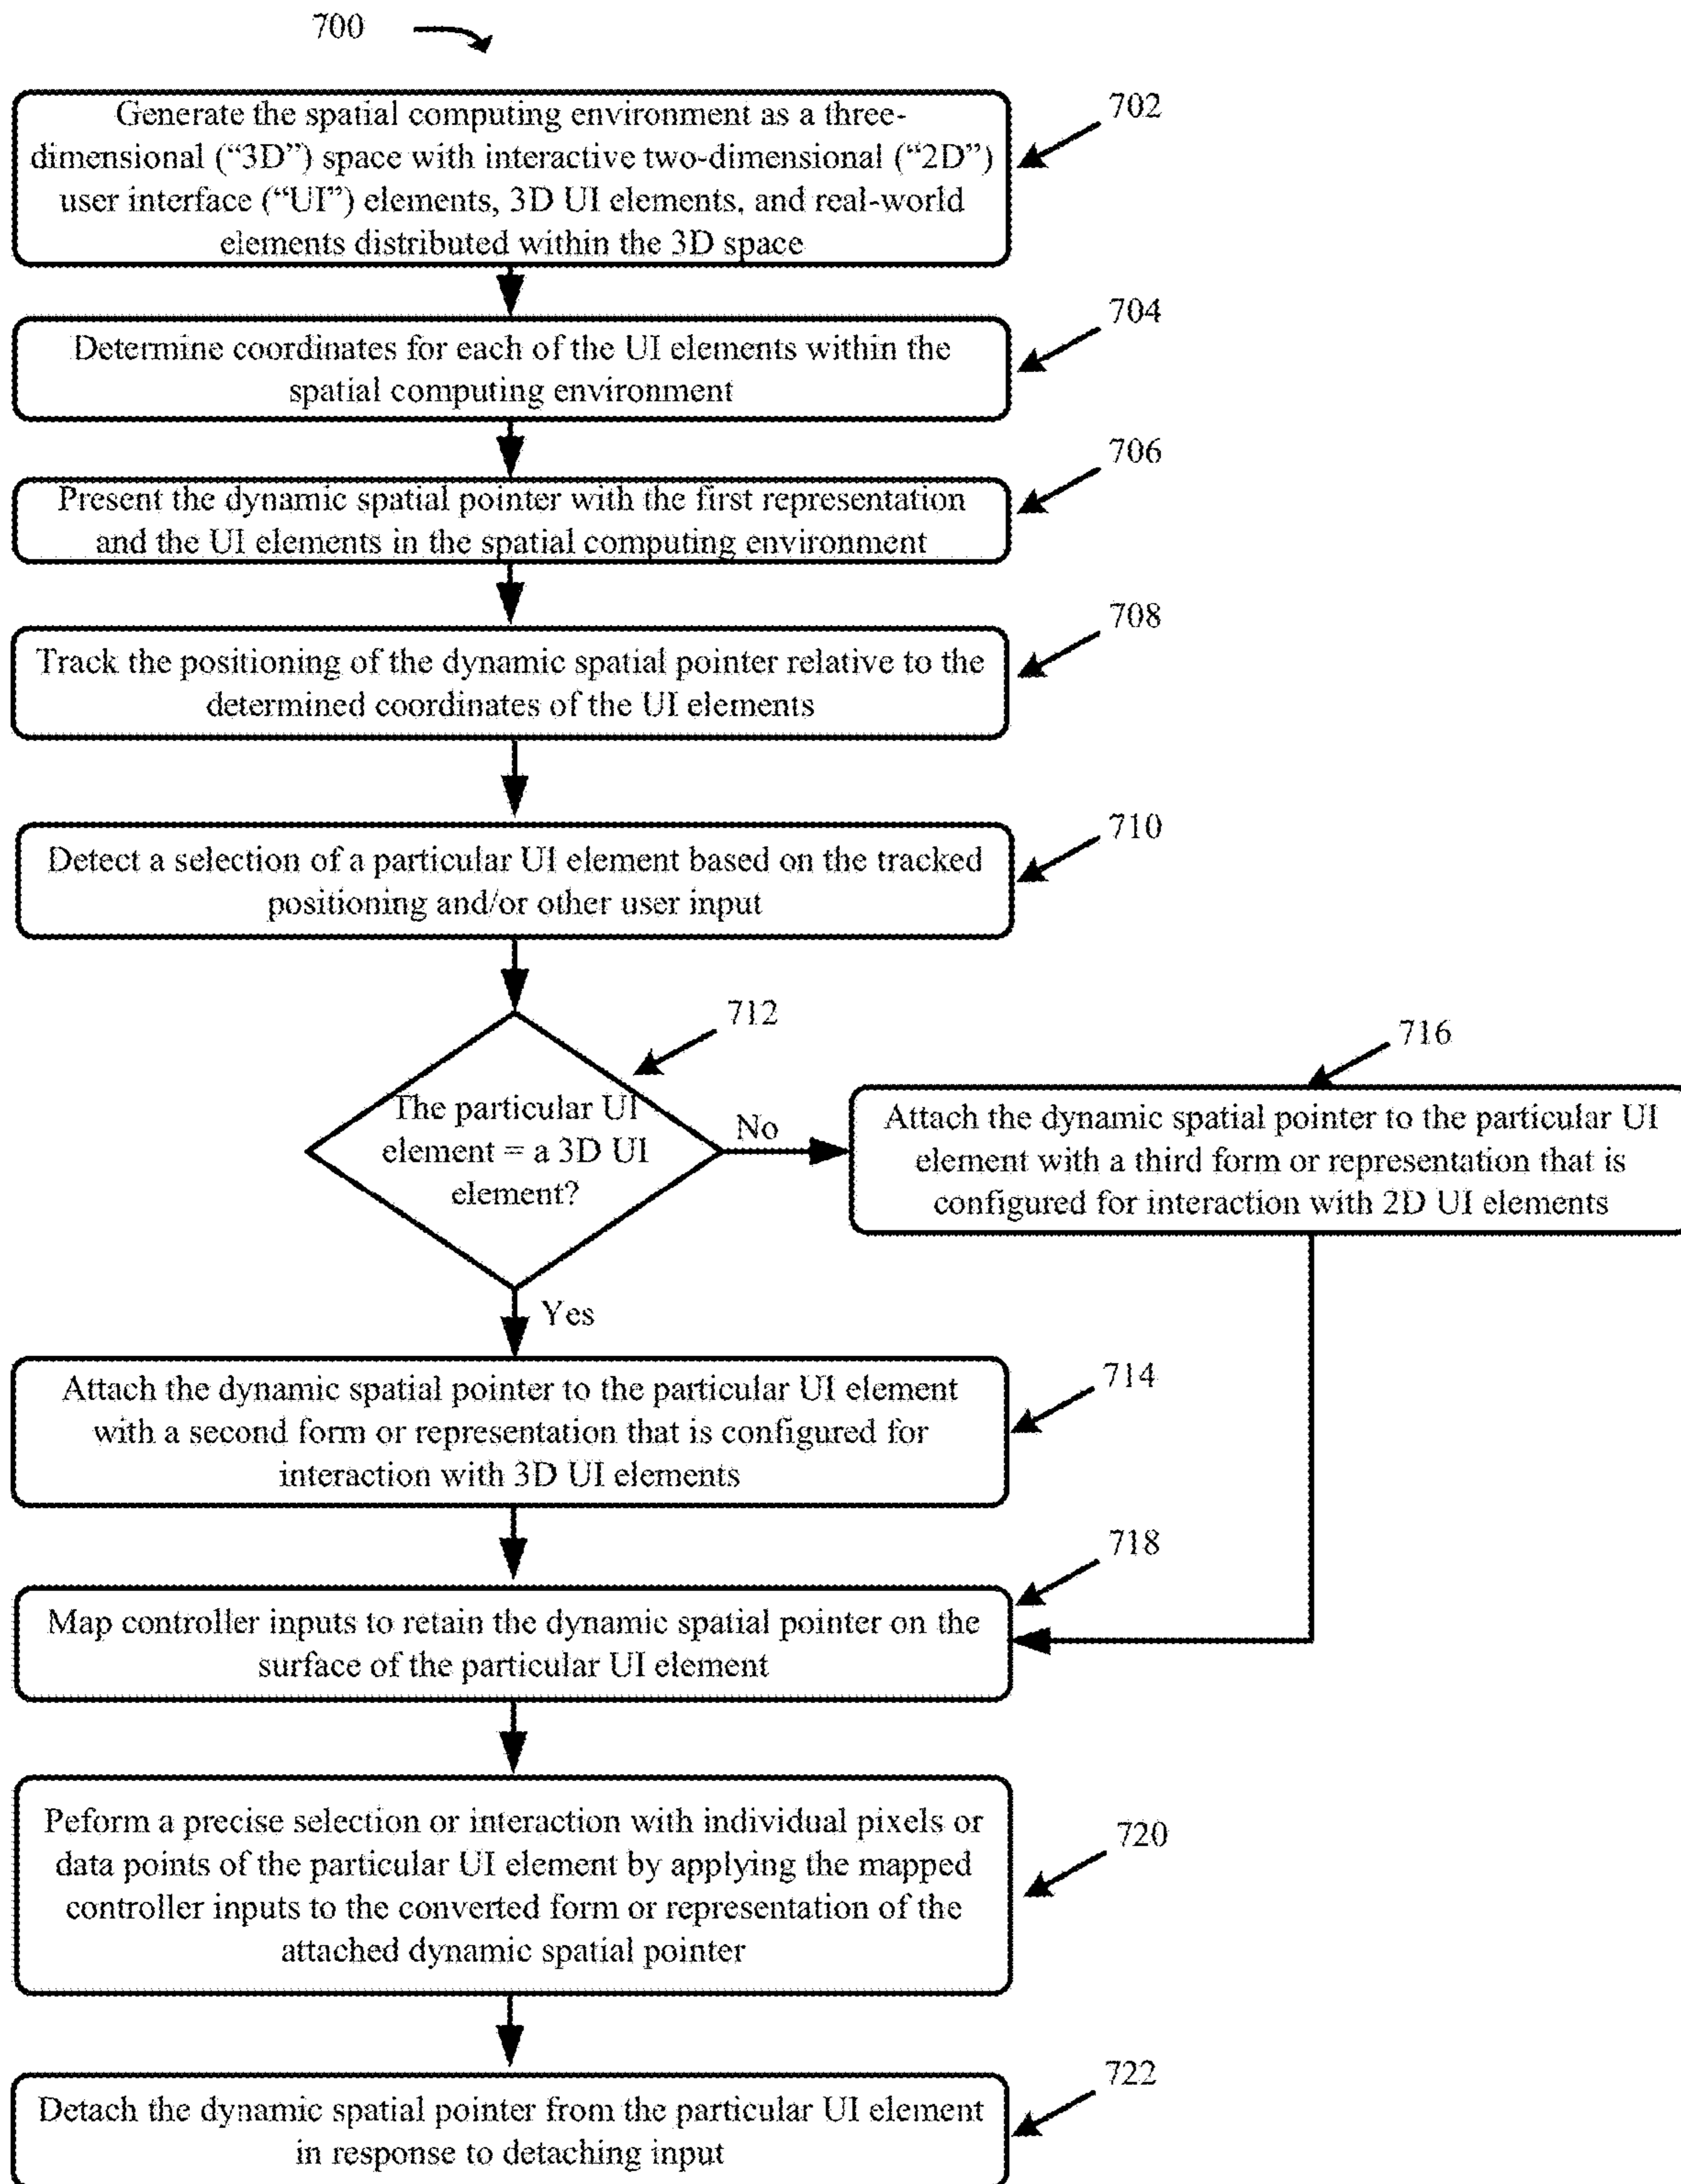 700
702
Generate the spatial computing environment as a three-
dimensional (“3D”) space with interactive two-dimensional (“2D”)
user interface (“UI”) elements, 3D UI elements, and real-world
elements distributed within the 3D space
704
Determine coordinates for each of the UI elements within the
spatial computing environment
706
Present the dynamic spatial pointer with the first representation
and the UI elements in the spatial computing environment
708
Track the positioning of the dynamic spatial pointer relative to the
determined coordinates of the UI elements
710
Detect a selection of a particular UI element based on the tracked
positioning and/or other user input
712
The particular UI
element = a 3D UI
element?
No
716
Attach the dynamic spatial pointer to the particular UI
element with a third form or representation that is
configured for interaction with 2D UI elements
Yes
714
Attach the dynamic spatial pointer to the particular UI element
with a second form or representation that is configured for
interaction with 3D UI elements
718
Map controller inputs to retain the dynamic spatial pointer on the
surface of the particular UI element
720
Peform a precise selection or interaction with individual pixels or
data points of the particular UI element by applying the mapped
controller inputs to the converted form or representation of the
attached dynamic spatial pointer
722
Detach the dynamic spatial pointer from the particular UI element
in response to detaching input